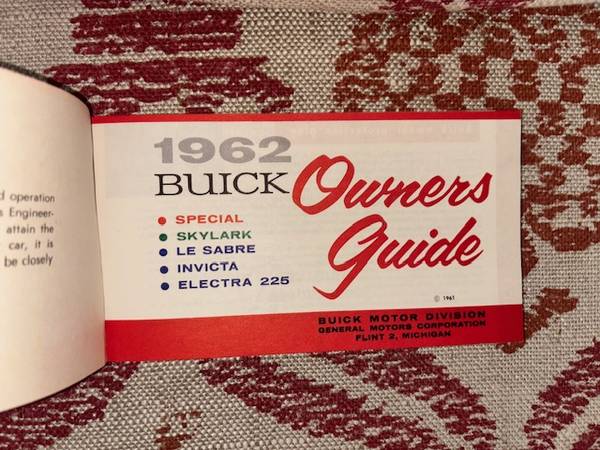 d operation
s Engineer-
attain the
car, it is
be closely
1962
BUICK Owners
Guide
SPECIAL
SKYLARK
LE SABRE
INVICTA
ELECTRA 225
© 1961
BUICK MOTOR DIVISION
GENERAL MOTORS CORPORATION
FLINT 2, MICHIGAN